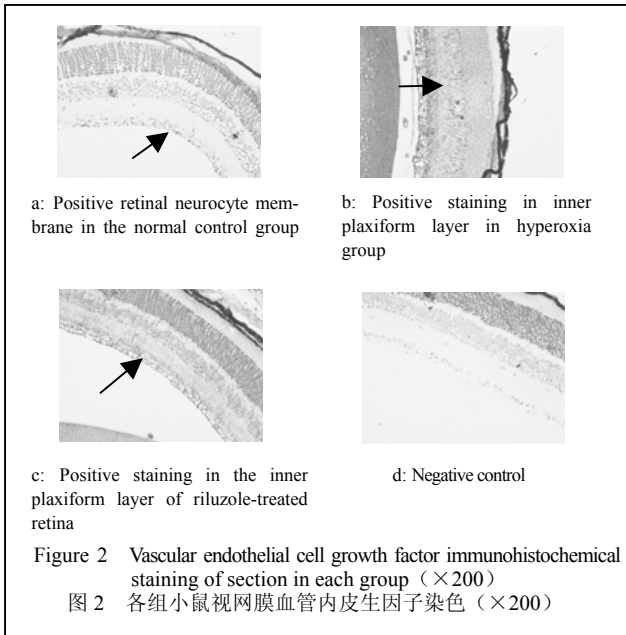 a: Positive retinal neurocyte mem-
brane in the normal control group
b: Positive staining in inner
plaxiform layer in hyperoxia
group
c: Positive staining in the inner
plaxiform layer of riluzole-treated
retina
d: Negative control
Figure 2 Vascular endothelial cell growth factor immunohistochemical
staining of section in each group（×200）
图 2 各组小鼠视网膜血管内皮生因子染色（×200）